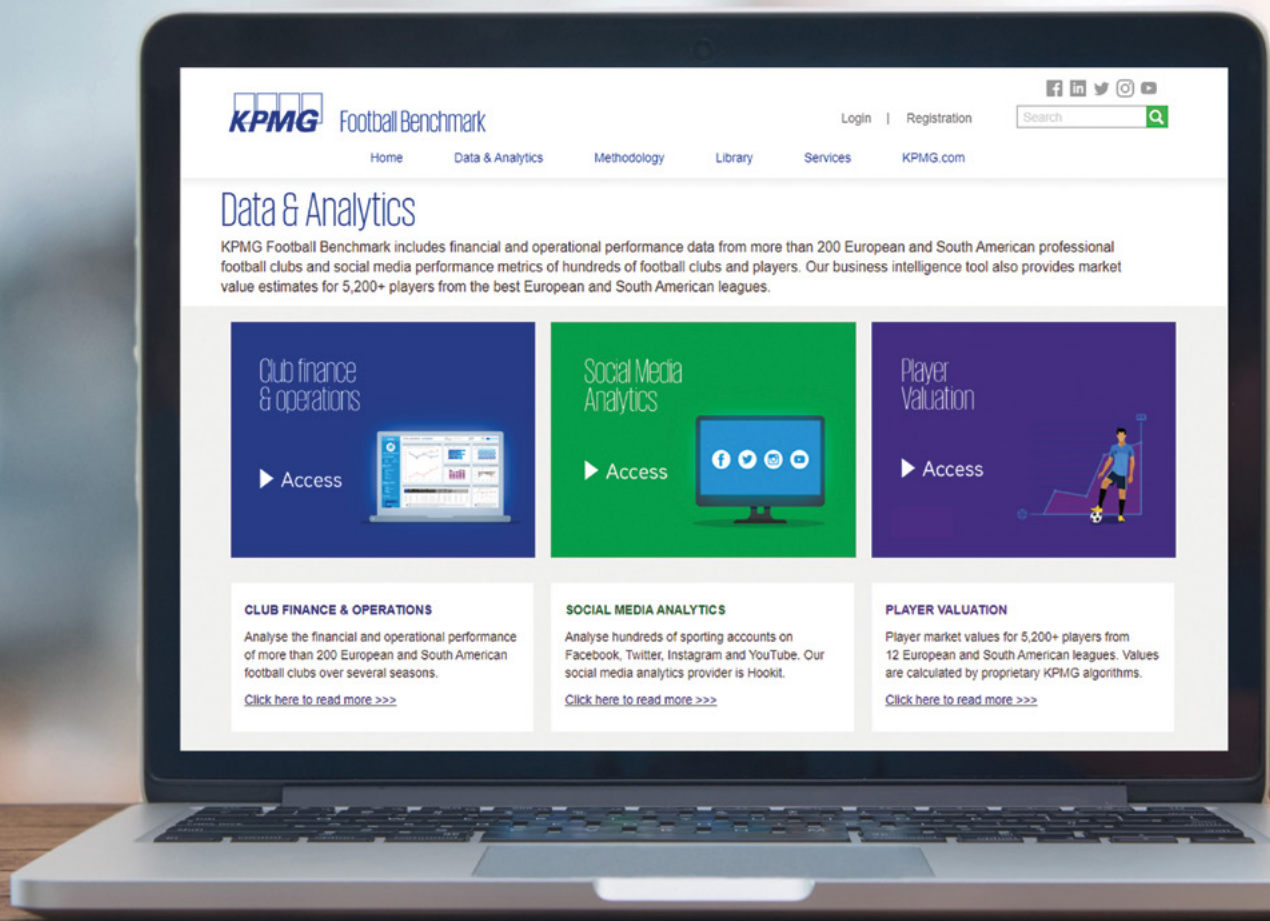 KPMG Football Benchmark
Login | Registration
Search
Home Data & Analytics Methodology Library Services KPMG.com
Data & Analytics
KPMG Football Benchmark includes financial and operational performance data from more than 200 European and South American professional
football clubs and social media performance metrics of hundreds of football clubs and players. Our business intelligence tool also provides market
value estimates for 5,200+ players from the best European and South American leagues.
Club finance
& operations
Access
Social Media
Analytics
Access
Player
Valuation
Access
CLUB FINANCE & OPERATIONS
Analyse the financial and operational performance
of more than 200 European and South American
football clubs over several seasons.
Click here to read more >>>
SOCIAL MEDIA ANALYTICS
Analyse hundreds of sporting accounts on
Facebook, Twitter, Instagram and YouTube. Our
social media analytics provider is Hookit.
Click here to read more >>>
PLAYER VALUATION
Player market values for 5,200+ players from
12 European and South American leagues. Values
are calculated by proprietary KPMG algorithms.
Click here to read more >>>